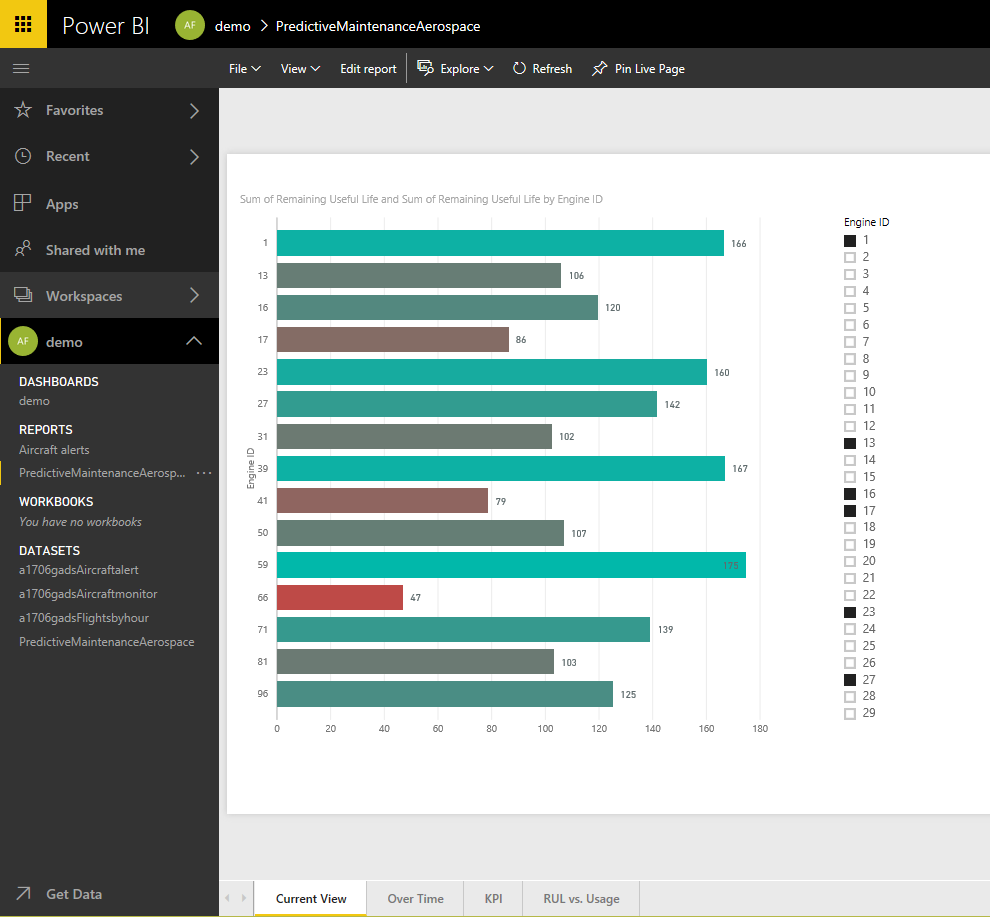 Power BI AF demo > PredictiveMaintenanceAerospace
File View Edit report Explore Refresh Pin Live Page
Favorites
Recent
Apps
Shared with me
Workspaces
AF demo
DASHBOARDS
demo
REPORTS
Aircraft alerts
PredictiveMaintenanceAerosp... ...
WORKBOOKS
You have no workbooks
DATASETS
a1706gadsAircraftalert
a1706gadsAircraftmonitor
a1706gadsFlightsbyhour
PredictiveMaintenanceAerospace
Get Data
Sum of Remaining Useful Life and Sum of Remaining Useful Life by Engine ID
Engine ID
1 166
13 106
16 120
17 86
23 160
27 142
31 102
39 167
41 79
50 107
59 175
66 47
71 139
81 103
96 125
0 20 40 60 80 100 120 140 160 180
Engine ID
1
2
3
4
5
6
7
8
9
10
11
12
13
14
15
16
17
18
19
20
21
22
23
24
25
26
27
28
29
Current View Over Time KPI RUL vs. Usage